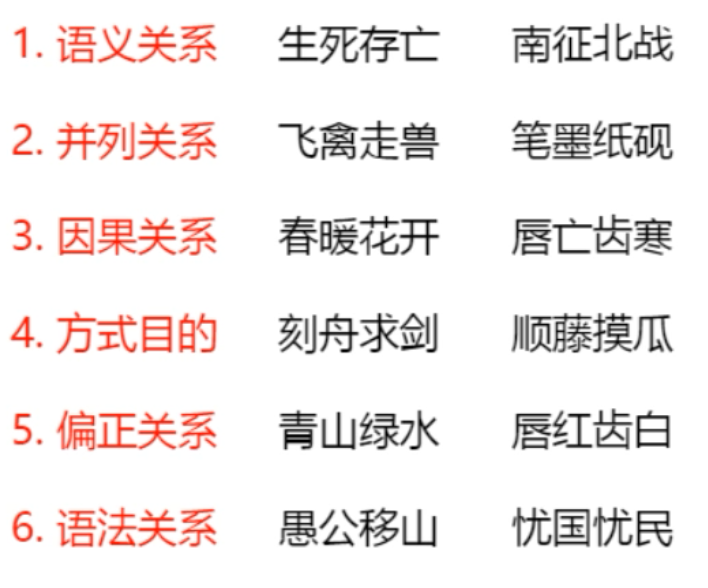 1. 语义关系 生死存亡 南征北战
2. 并列关系 飞禽走兽 笔墨纸砚
3. 因果关系 春暖花开 唇亡齿寒
4. 方式目的 刻舟求剑 顺藤摸瓜
5. 偏正关系 青山绿水 唇红齿白
6. 语法关系 愚公移山 忧国忧民